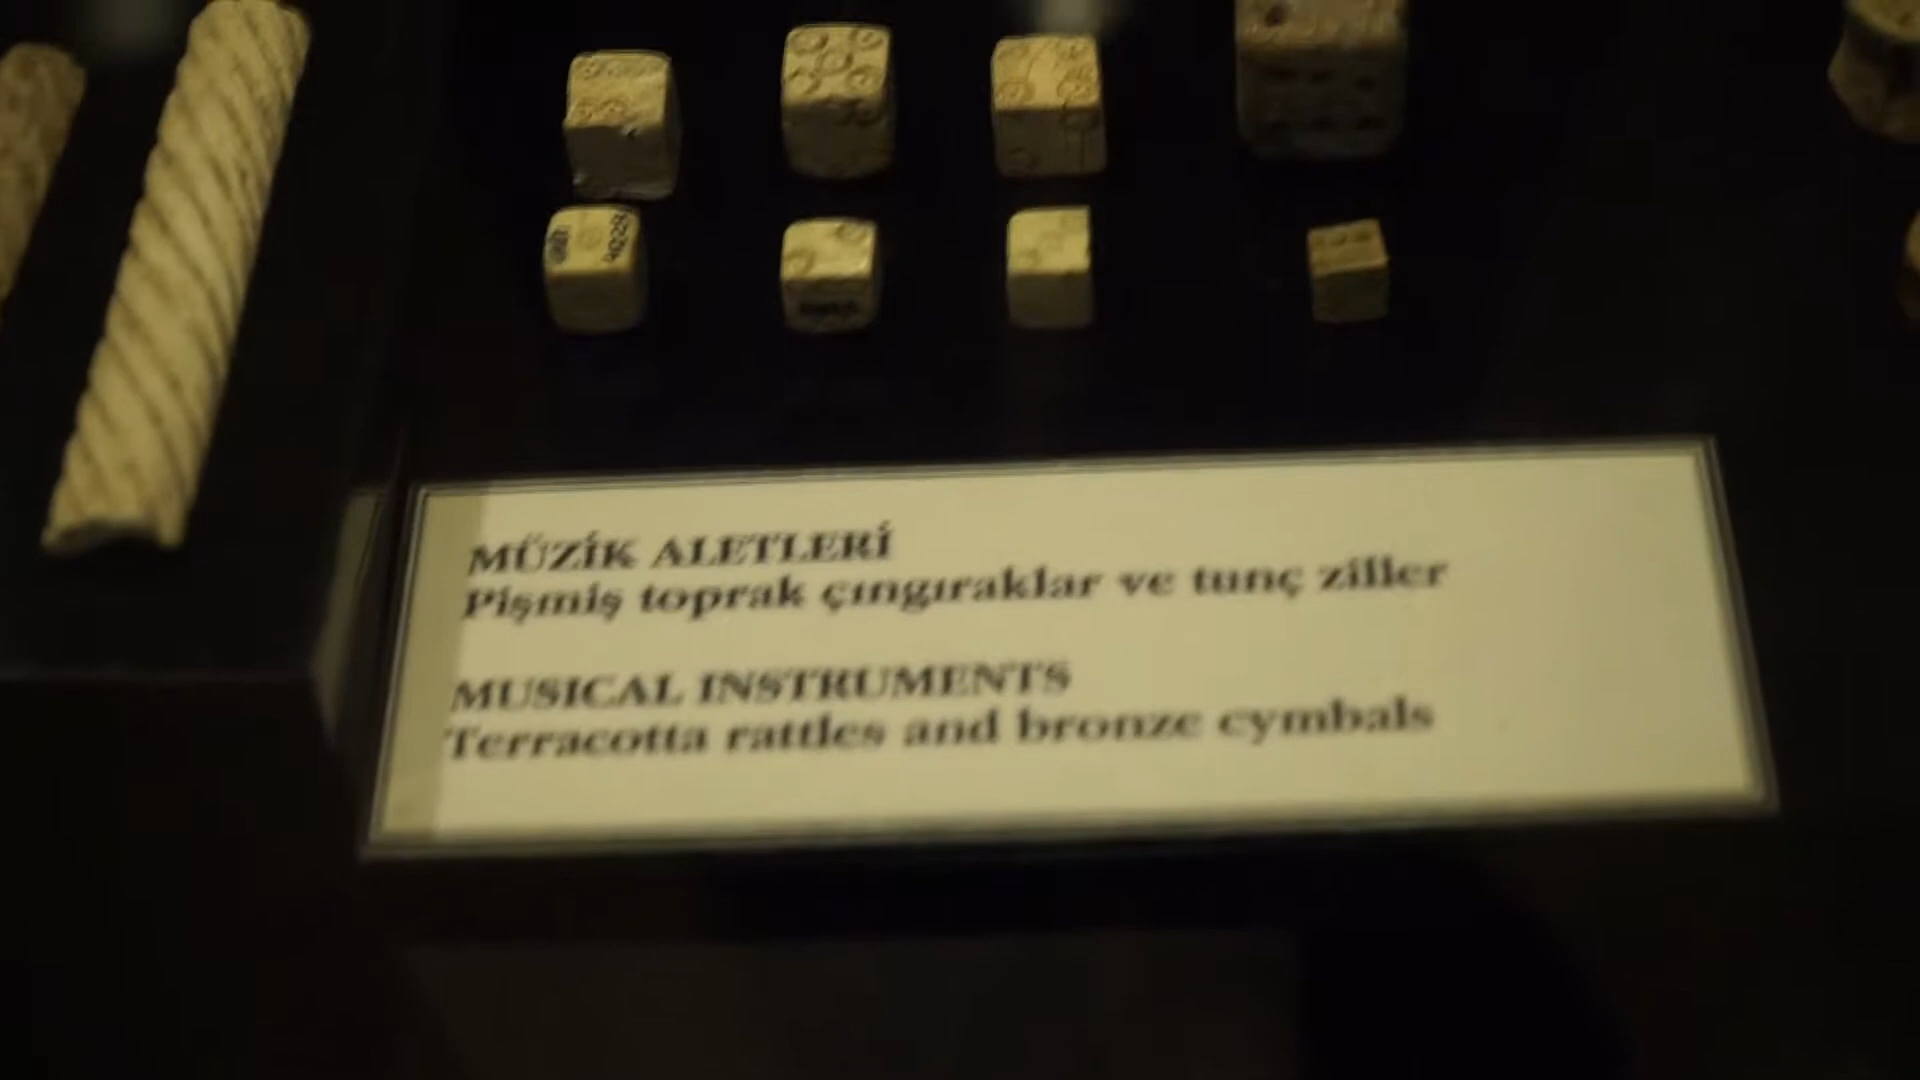 MÜZİK ALETLERİ
Pişmiş toprak çıngıraklar ve tunç ziller
MUSICAL INSTRUMENTS
Terracotta rattles and bronze cymbals